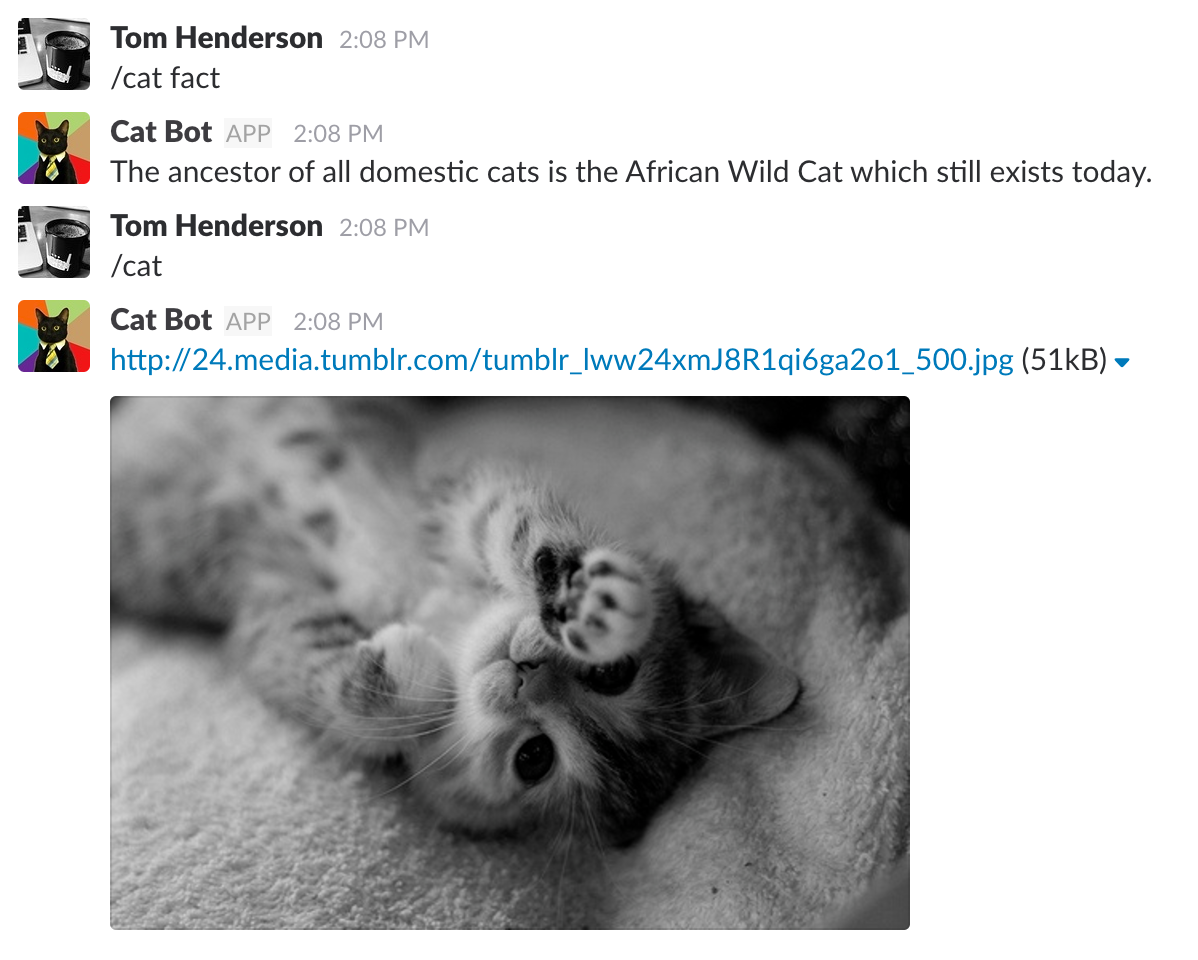 Tom Henderson 2:08 PM
/cat fact
Cat Bot APP 2:08 PM
The ancestor of all domestic cats is the African Wild Cat which still exists today.
Tom Henderson 2:08 PM
/cat
Cat Bot APP 2:08 PM
http://24.media.tumblr.com/tumblr_lww24xmJ8R1qi6ga2o1_500.jpg (51kB)